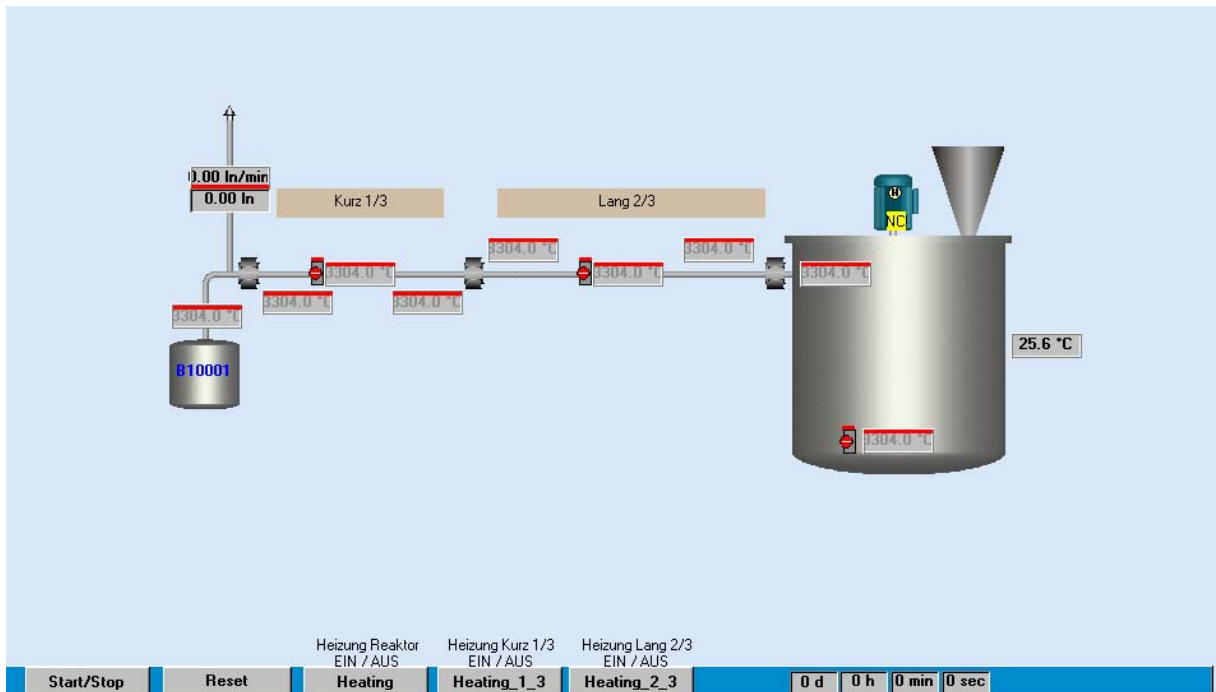 0.00 ln/min
0.00 ln
Kurz 1/3
Lang 2/3
NC
3304.0 °C
3304.0 °C
3304.0 °C
3304.0 °C
3304.0 °C
3304.0 °C
3304.0 °C
3304.0 °C
25.6 °C
B10001
3304.0 °C
Heizung Reaktor
EIN / AUS
Heizung Kurz 1/3
EIN / AUS
Heizung Lang 2/3
EIN / AUS
Start/Stop
Reset
Heating
Heating_1_3
Heating_2_3
0 d
0 h
0 min
0 sec